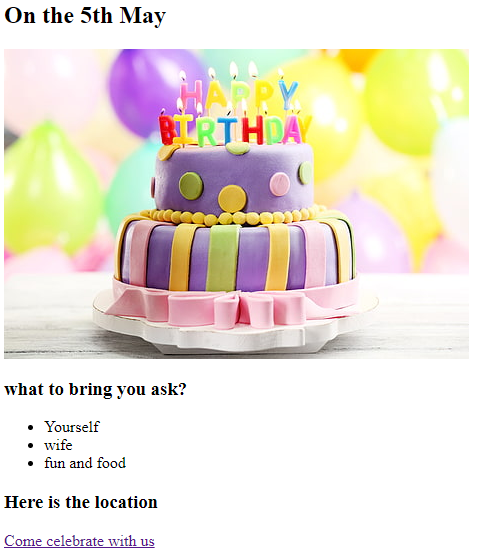 On the 5th May
HAPPY
BIRTHDAY
what to bring you ask?
Yourself
wife
fun and food
Here is the location
Come celebrate with us